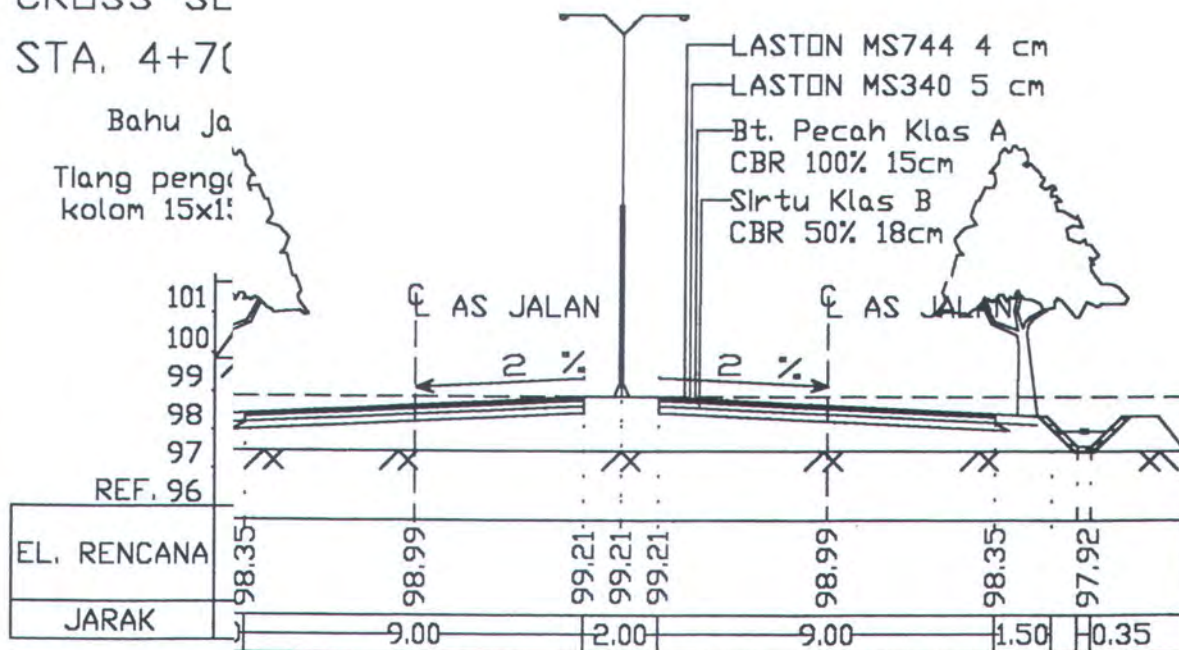 STA. 4+70
Bahu Ja
Tiang peng
kolom 15x15
LASTON MS744 4 cm
LASTON MS340 5 cm
Bt. Pecah Klas A
CBR 100% 15cm
Sirtu Klas B
CBR 50% 18cm
℄ AS JALAN
℄ AS JALAN
2 %
2 %
101
100
99
98
97
REF. 96
EL. RENCANA 98.35 98.99 99.21 99.21 99.21 98.99 98.35 97.92
JARAK 9.00 2.00 9.00 1.50 0.35